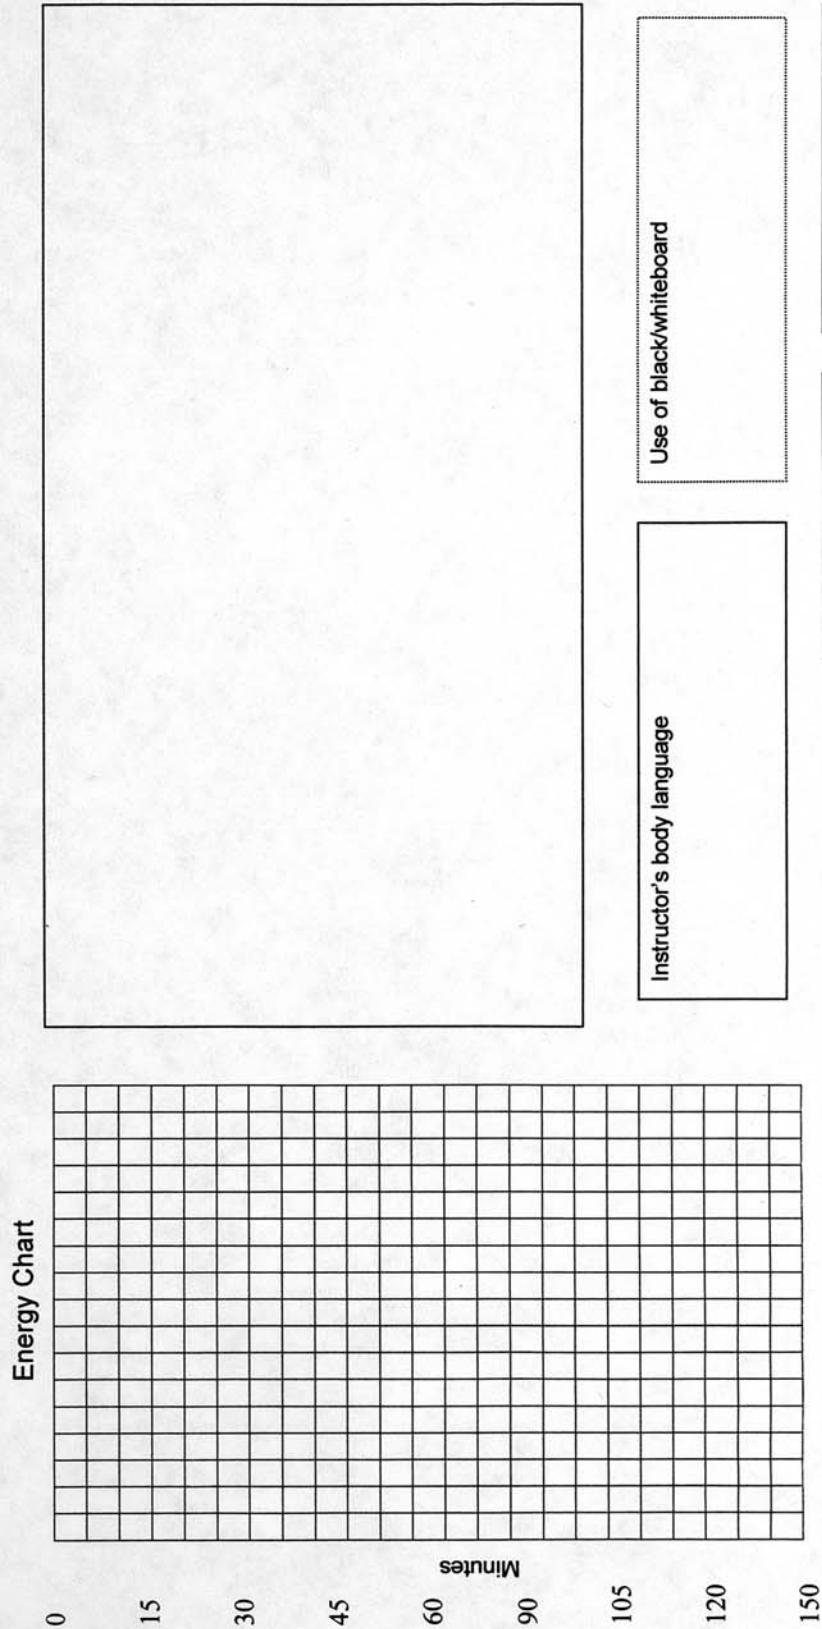 Energy Chart
Minutes
0
15
30
45
60
90
105
120
150
Instructor's body language
Use of black/whiteboard